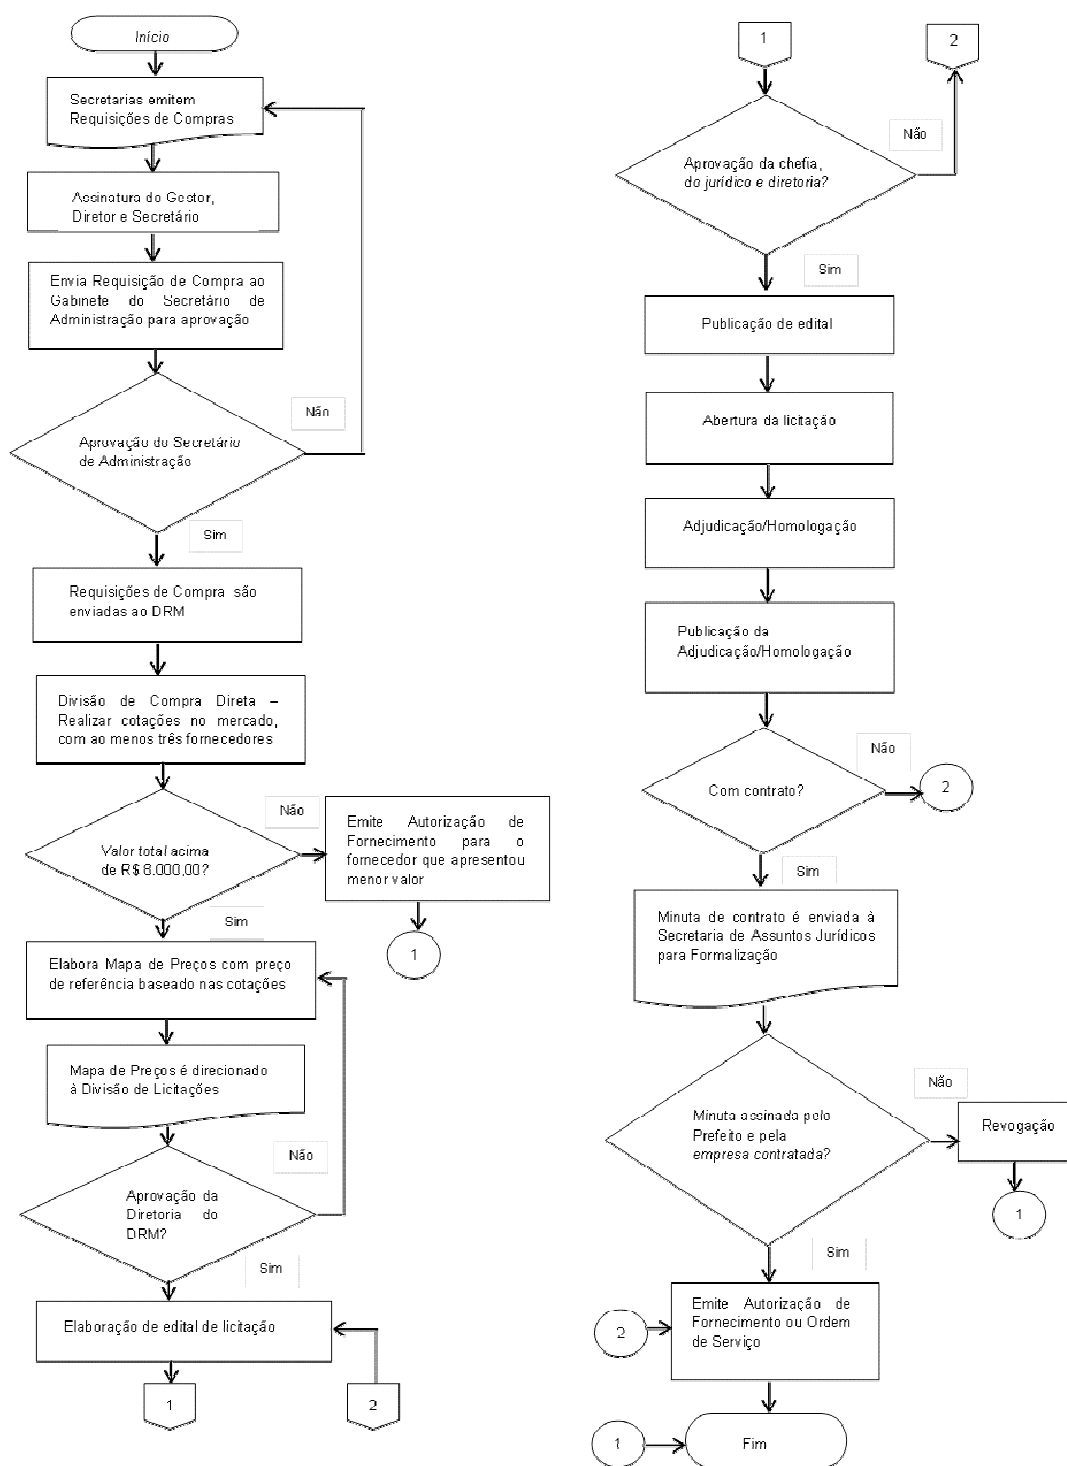 Início
Secretarias emitem
Requisições de Compras
Assinatura do Gestor,
Diretor e Secretário
Envia Requisição de Compra ao
Gabinete do Secretário de
Administração para aprovação
Não
Aprovação do Secretário
de Administração
Sim
Requisições de Compra são
enviadas ao DRM
Divisão de Compra Direta –
Realizar cotações no mercado,
com ao menos três fornecedores
Não
Valor total acima
de R$ 8.000,00?
Emite Autorização de
Fornecimento para o
fornecedor que apresentou
menor valor
Sim
1
Elabora Mapa de Preços com preço
de referência baseado nas cotações
Mapa de Preços é direcionado
à Divisão de Licitações
Não
Aprovação da
Diretoria do
DRM?
Sim
Elaboração de edital de licitação
1
2
1
2
Não
Aprovação da chefia,
do jurídico e diretoria?
Sim
Publicação de edital
Abertura da licitação
Adjudicação/Homologação
Publicação da
Adjudicação/Homologação
Não
Com contrato?
2
Sim
Minuta de contrato é enviada à
Secretaria de Assuntos Jurídicos
para Formalização
Não
Minuta assinada pelo
Prefeito e pela
empresa contratada?
Revogação
1
Sim
Emite Autorização de
Fornecimento ou Ordem
de Serviço
2
1
Fim